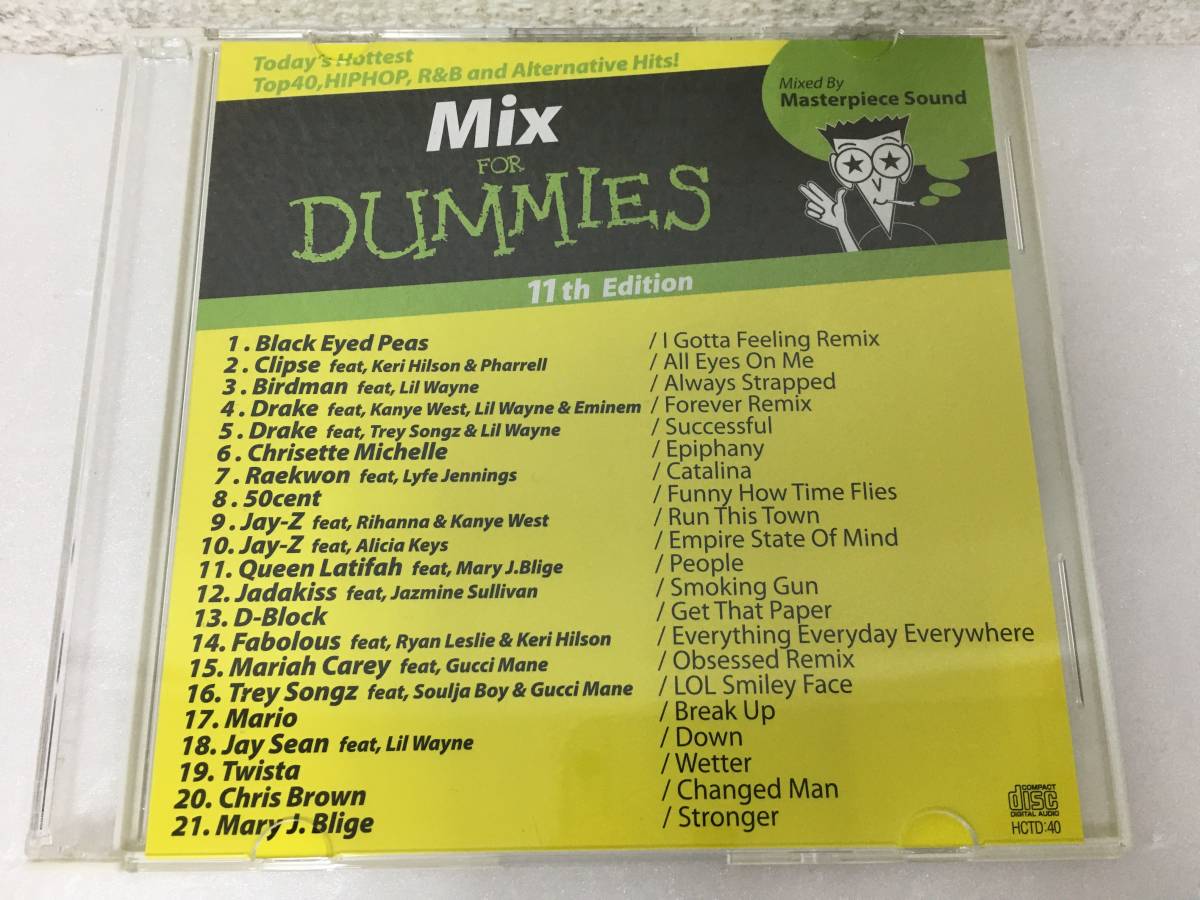 Today's Hottest
Top40,HIPHOP, R&B and Alternative Hits!
Mixed By
Masterpiece Sound
Mix
FOR
DUMMIES
11th Edition
1. Black Eyed Peas / I Gotta Feeling Remix
2. Clipse feat, Keri Hilson & Pharrell / All Eyes On Me
3. Birdman feat, Lil Wayne / Always Strapped
4. Drake feat, Kanye West, Lil Wayne & Eminem / Forever Remix
5. Drake feat, Trey Songz & Lil Wayne / Successful
6. Chrisette Michelle / Epiphany
7. Raekwon feat, Lyfe Jennings / Catalina
8. 50cent / Funny How Time Flies
9. Jay-Z feat, Rihanna & Kanye West / Run This Town
10. Jay-Z feat, Alicia Keys / Empire State Of Mind
11. Queen Latifah feat, Mary J.Blige / People
12. Jadakiss feat, Jazmine Sullivan / Smoking Gun
13. D-Block / Get That Paper
14. Fabolous feat, Ryan Leslie & Keri Hilson / Everything Everyday Everywhere
15. Mariah Carey feat, Gucci Mane / Obsessed Remix
16. Trey Songz feat, Soulja Boy & Gucci Mane / LOL Smiley Face
17. Mario / Break Up
18. Jay Sean feat, Lil Wayne / Down
19. Twista / Wetter
20. Chris Brown / Changed Man
21. Mary J. Blige / Stronger
COMPACT
disc
DIGITAL AUDIO
HCTD:40